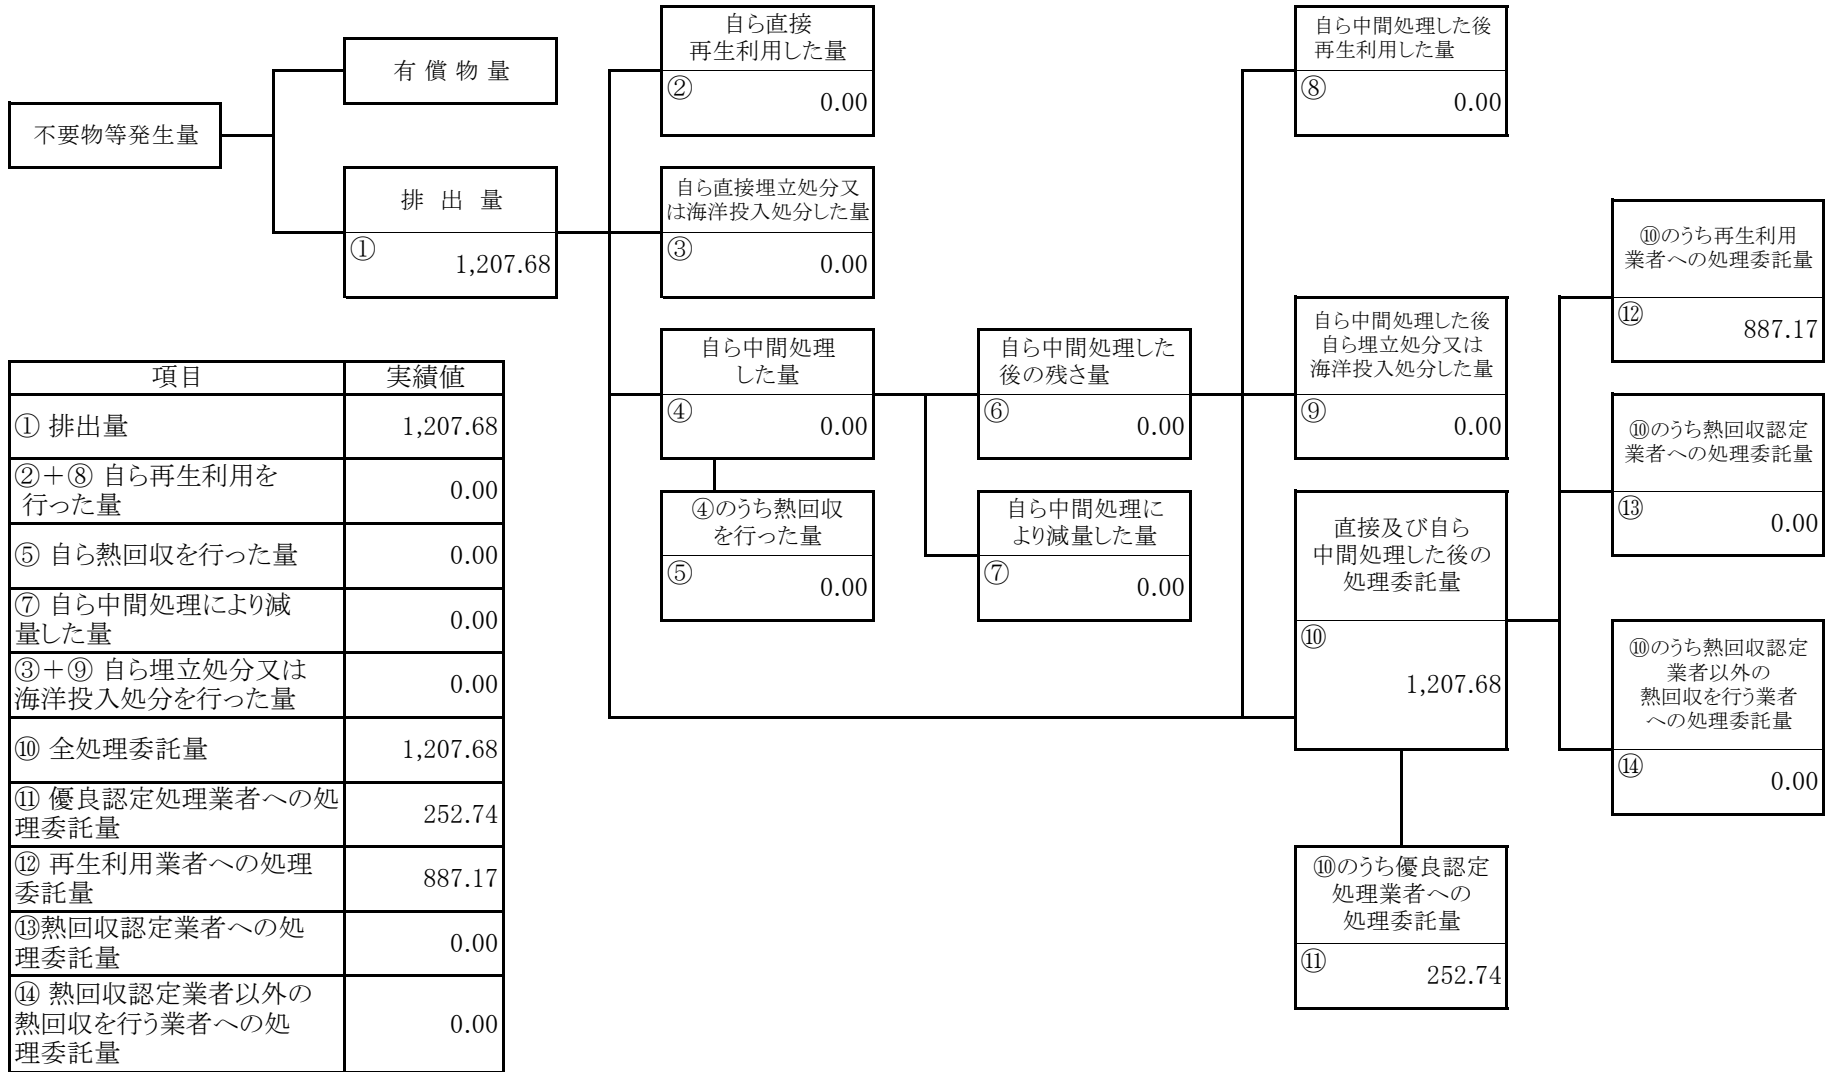 不要物等発生量
有 償 物 量
排 出 量
①
1,207.68
自ら直接
再生利用した量
②
0.00
自ら直接埋立処分又
は海洋投入処分した量
③
0.00
自ら中間処理
した量
④
0.00
④のうち熱回収
を行った量
⑤
0.00
自ら中間処理した
後の残さ量
⑥
0.00
自ら中間処理に
より減量した量
⑦
0.00
自ら中間処理した後
再生利用した量
⑧
0.00
自ら中間処理した後
自ら埋立処分又は
海洋投入処分した量
⑨
0.00
直接及び自ら
中間処理した後の
処理委託量
⑩
1,207.68
⑩のうち優良認定
処理業者への
処理委託量
⑪
252.74
⑩のうち再生利用
業者への処理委託量
⑫
887.17
⑩のうち熱回収認定
業者への処理委託量
⑬
0.00
⑩のうち熱回収認定
業者以外の
熱回収を行う業者
への処理委託量
⑭
0.00
項目 実績値
① 排出量 1,207.68
②＋⑧ 自ら再生利用を
行った量 0.00
⑤ 自ら熱回収を行った量 0.00
⑦ 自ら中間処理により減
量した量 0.00
③＋⑨ 自ら埋立処分又は
海洋投入処分を行った量 0.00
⑩ 全処理委託量 1,207.68
⑪ 優良認定処理業者への処
理委託量 252.74
⑫ 再生利用業者への処理
委託量 887.17
⑬熱回収認定業者への処
理委託量 0.00
⑭ 熱回収認定業者以外の
熱回収を行う業者への処
理委託量 0.00